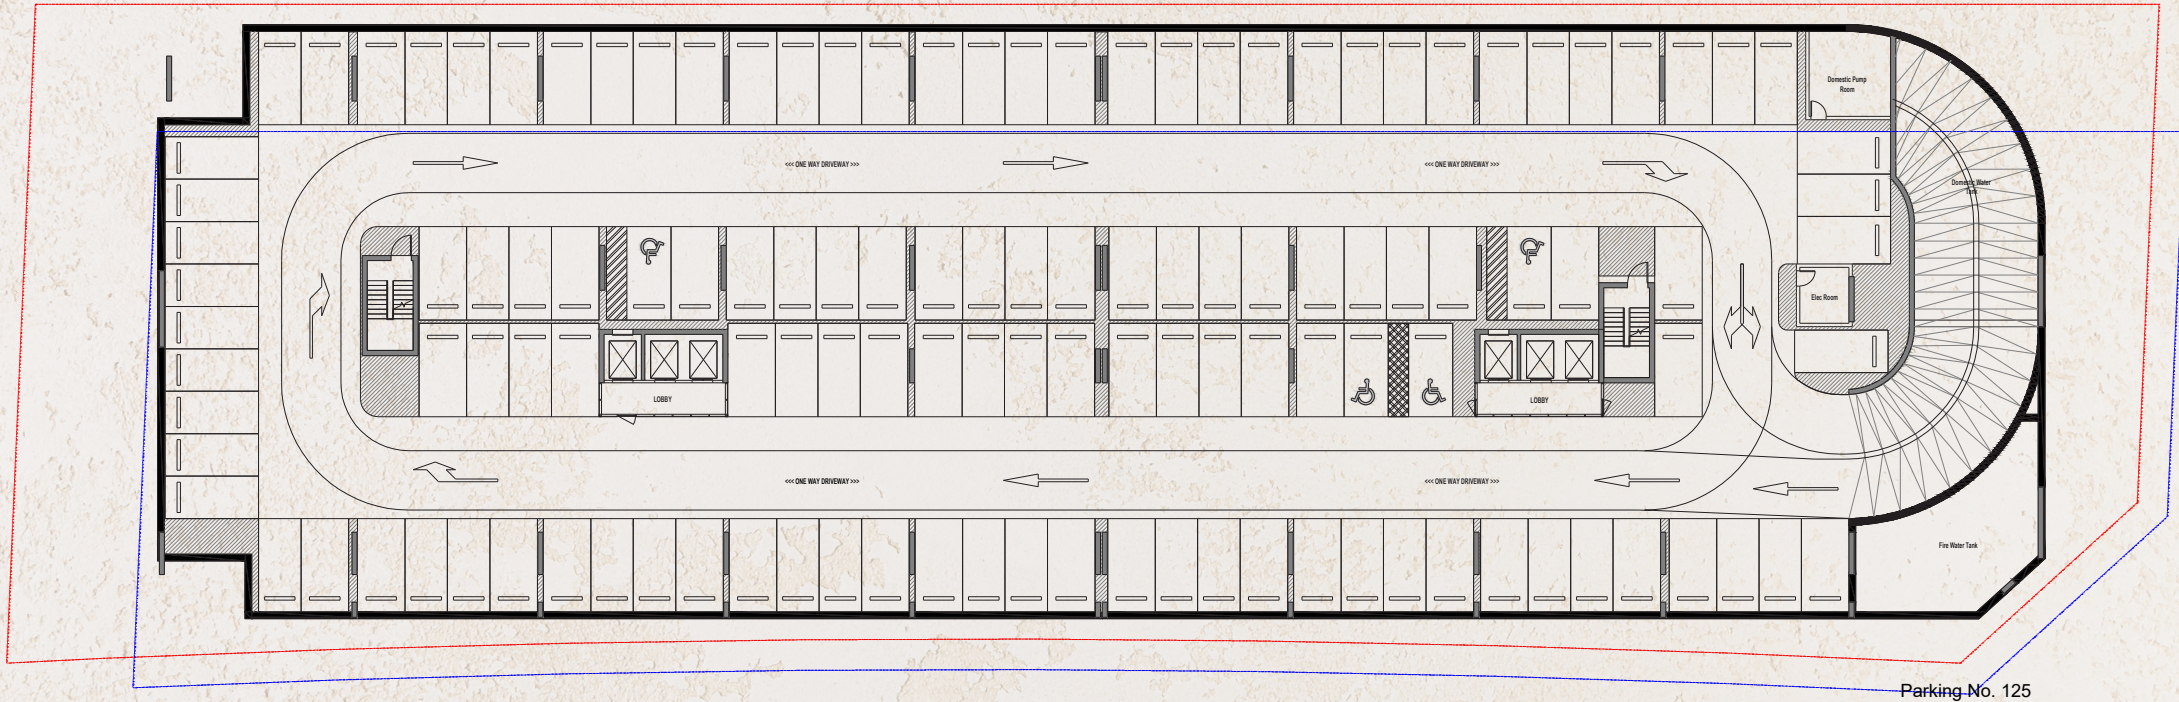 Domestic Pump
Room
<<< ONE WAY DRIVEWAY >>>
<<< ONE WAY DRIVEWAY >>>
Domestic Water
Tank
Elec Room
LOBBY
LOBBY
<<< ONE WAY DRIVEWAY >>>
<<< ONE WAY DRIVEWAY >>>
Fire Water Tank
Parking No. 125